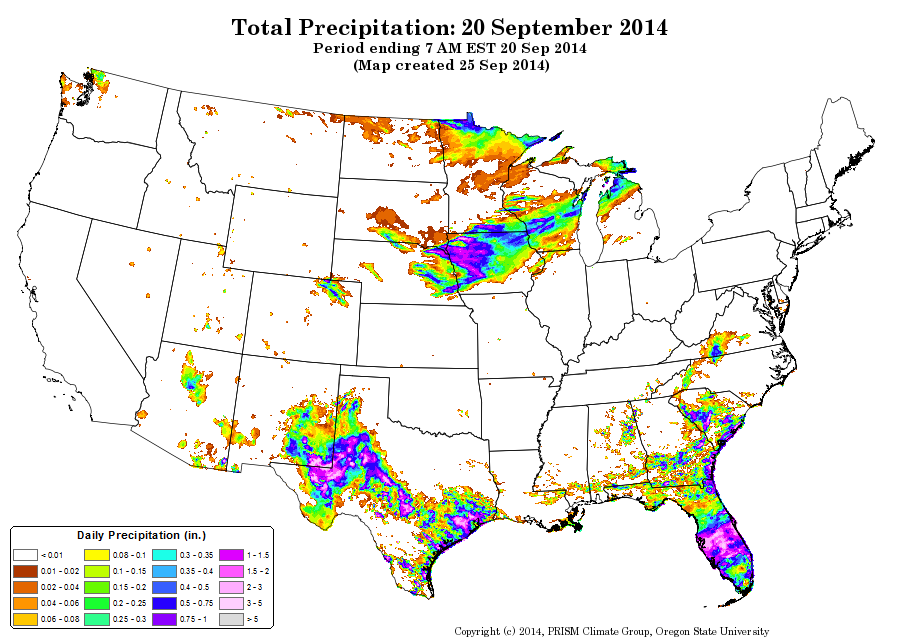 Total Precipitation: 20 September 2014
Period ending 7 AM EST 20 Sep 2014
(Map created 25 Sep 2014)
Daily Precipitation (in.)
< 0.01 0.08 - 0.1 0.3 - 0.35 1 - 1.5
0.01 - 0.02 0.1 - 0.15 0.35 - 0.4 1.5 - 2
0.02 - 0.04 0.15 - 0.2 0.4 - 0.5 2 - 3
0.04 - 0.06 0.2 - 0.25 0.5 - 0.75 3 - 5
0.06 - 0.08 0.25 - 0.3 0.75 - 1 > 5
Copyright (c) 2014, PRISM Climate Group, Oregon State University